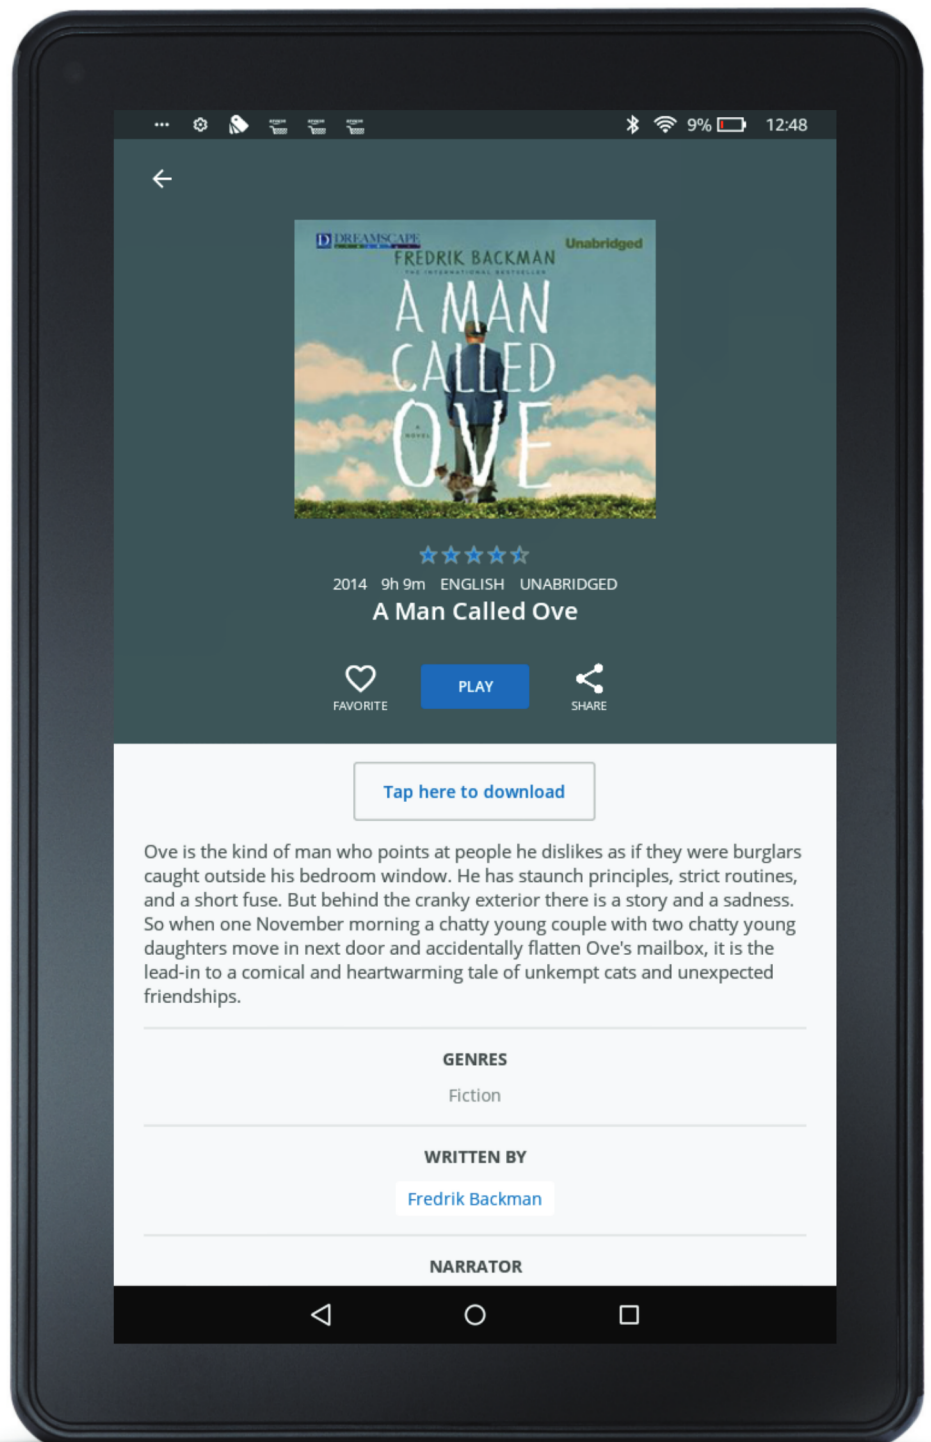 9% 12:48
DREAMSCAPE
Unabridged
FREDRIK BACKMAN
THE INTERNATIONAL BESTSELLER
A MAN
CALLED
OVE
A
NOVEL
2014 9h 9m ENGLISH UNABRIDGED
A Man Called Ove
FAVORITE
PLAY
SHARE
Tap here to download
Ove is the kind of man who points at people he dislikes as if they were burglars
caught outside his bedroom window. He has staunch principles, strict routines,
and a short fuse. But behind the cranky exterior there is a story and a sadness.
So when one November morning a chatty young couple with two chatty young
daughters move in next door and accidentally flatten Ove's mailbox, it is the
lead-in to a comical and heartwarming tale of unkempt cats and unexpected
friendships.
GENRES
Fiction
WRITTEN BY
Fredrik Backman
NARRATOR